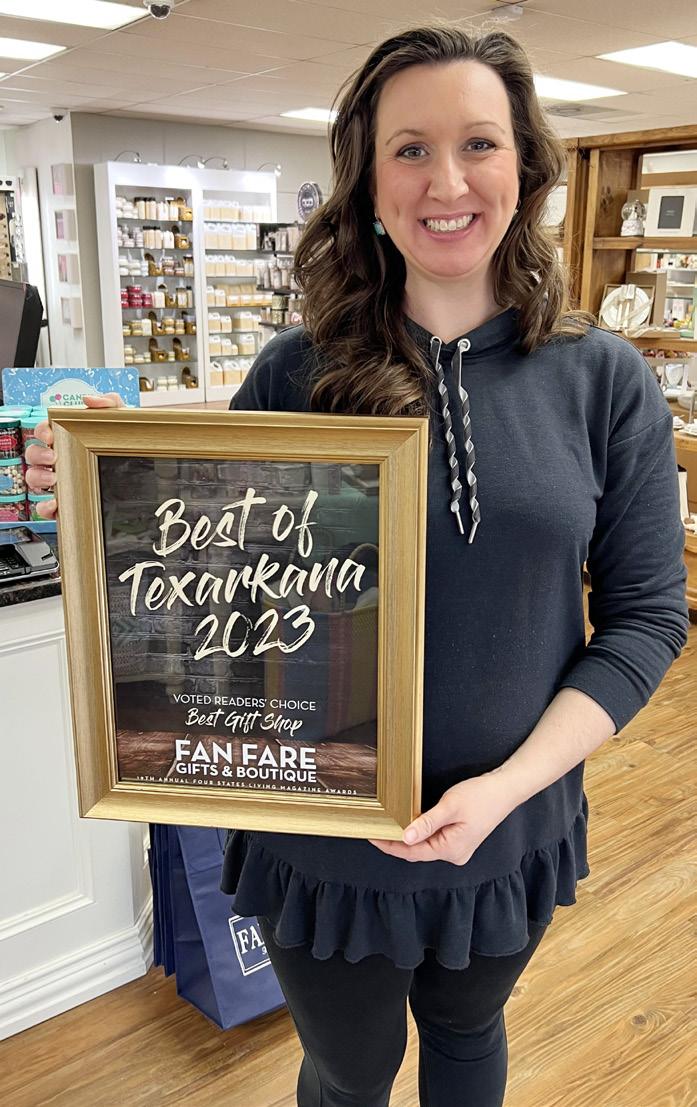 Best of
Texarkana
2023
VOTED READERS' CHOICE
Best Gift Shop
FAN FARE
GIFTS & BOUTIQUE
19TH ANNUAL FOUR STATES LIVING MAGAZINE AWARDS
FA